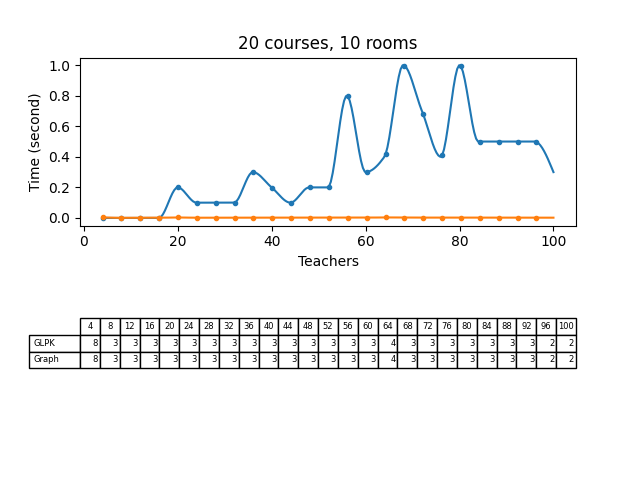 20 courses, 10 rooms
Time (second)
1.0
0.8
0.6
0.4
0.2
0.0
0 20 40 60 80 100
Teachers
4 8 12 16 20 24 28 32 36 40 44 48 52 56 60 64 68 72 76 80 84 88 92 96 100
GLPK 8 3 3 3 3 3 3 3 3 3 3 3 3 3 3 4 3 3 3 3 3 3 3 2 2
Graph 8 3 3 3 3 3 3 3 3 3 3 3 3 3 3 4 3 3 3 3 3 3 3 2 2